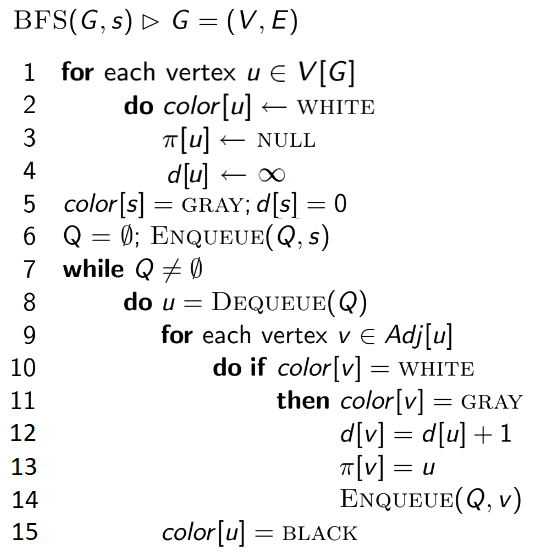 BFS(G, s) ▷ G = (V, E)
1 for each vertex u ∈ V[G]
2 do color[u] ← WHITE
3 π[u] ← NULL
4 d[u] ← ∞
5 color[s] = GRAY; d[s] = 0
6 Q = ∅; ENQUEUE(Q, s)
7 while Q ≠ ∅
8 do u = DEQUEUE(Q)
9 for each vertex v ∈ Adj[u]
10 do if color[v] = WHITE
11 then color[v] = GRAY
12 d[v] = d[u] + 1
13 π[v] = u
14 ENQUEUE(Q, v)
15 color[u] = BLACK